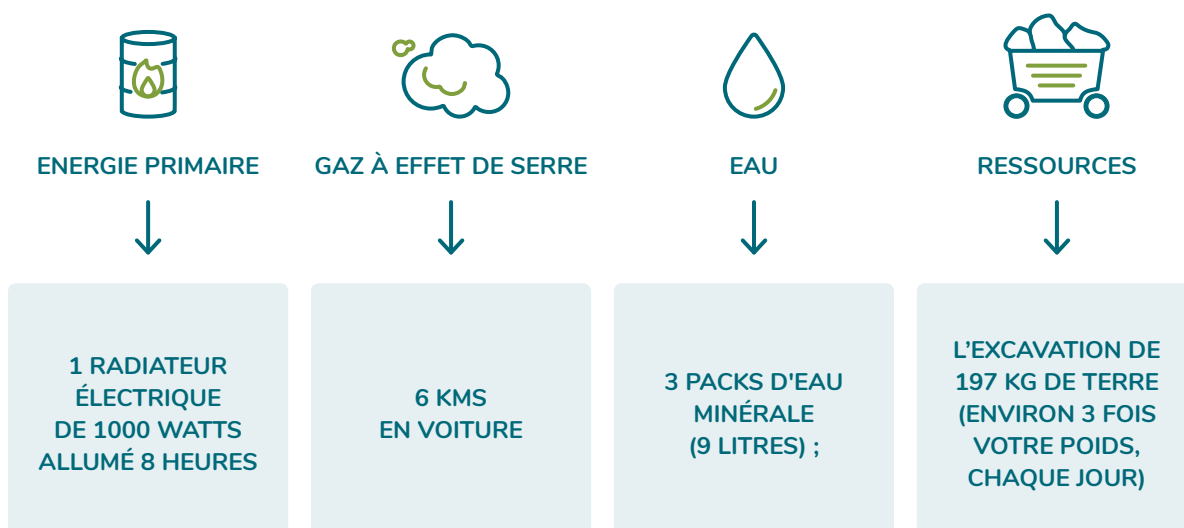 ENERGIE PRIMAIRE
1 RADIATEUR
ÉLECTRIQUE
DE 1000 WATTS
ALLUMÉ 8 HEURES
GAZ À EFFET DE SERRE
6 KMS
EN VOITURE
EAU
3 PACKS D'EAU
MINÉRALE
(9 LITRES) ;
RESSOURCES
L’EXCAVATION DE
197 KG DE TERRE
(ENVIRON 3 FOIS
VOTRE POIDS,
CHAQUE JOUR)